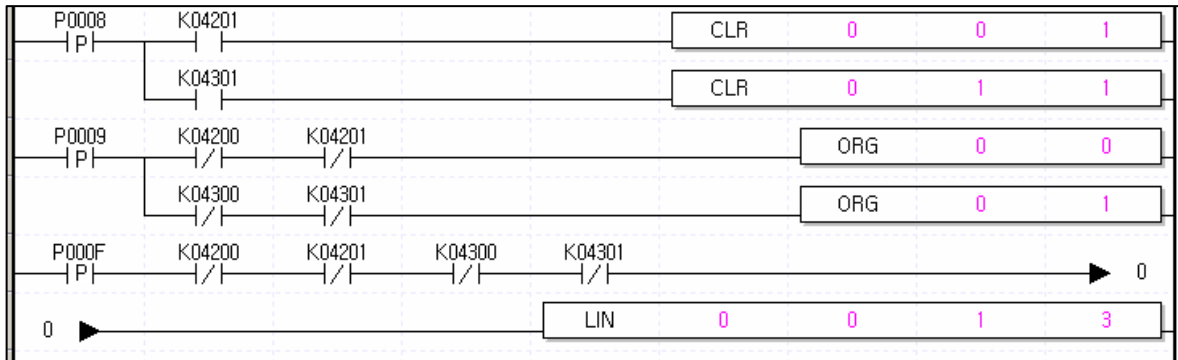 P0008 K04201
P CLR 0 0 1
K04301
CLR 0 1 1
P0009 K04200 K04201
P ORG 0 0
K04300 K04301
ORG 0 1
P000F K04200 K04201 K04300 K04301
P 0
0 LIN 0 0 1 3